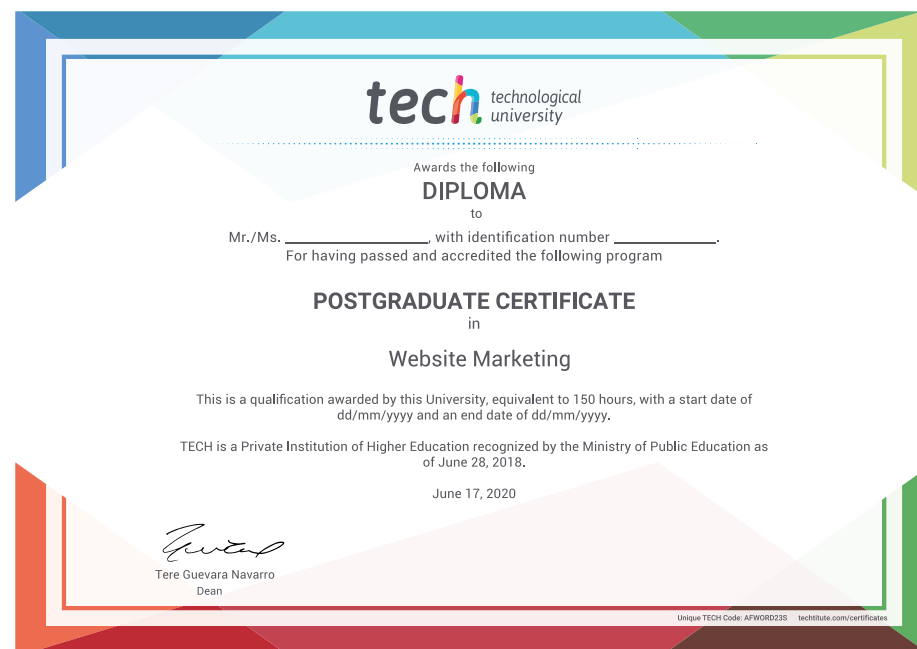 tech technological
university
Awards the following
DIPLOMA
to
Mr./Ms. ____________________, with identification number ______________.
For having passed and accredited the following program
POSTGRADUATE CERTIFICATE
in
Website Marketing
This is a qualification awarded by this University, equivalent to 150 hours, with a start date of
dd/mm/yyyy and an end date of dd/mm/yyyy.
TECH is a Private Institution of Higher Education recognized by the Ministry of Public Education as
of June 28, 2018.
June 17, 2020
Tere Guevara Navarro
Dean
Unique TECH Code: AFWORD23S techtitute.com/certificates